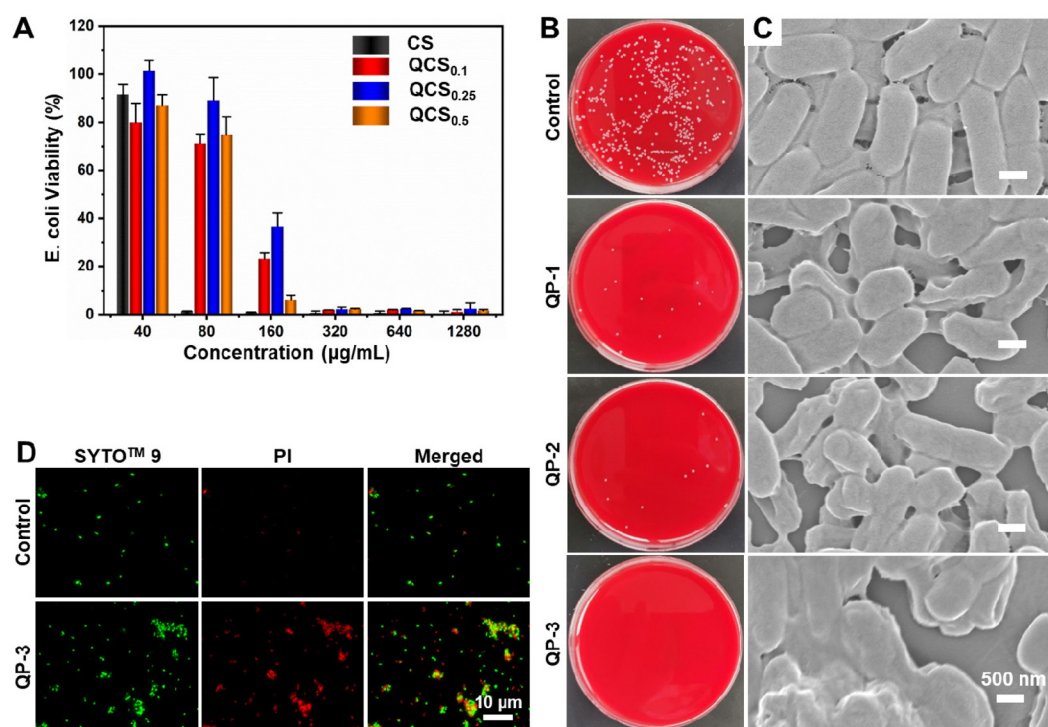 A
120
100
80
60
40
20
0
E. coli Viability (%)
CS
QCS0.1
QCS0.25
QCS0.5
40 80 160 320 640 1280
Concentration (µg/mL)
B
C
Control
QP-1
QP-2
QP-3
500 nm
D
SYTO™ 9 PI Merged
Control
QP-3
10 µm